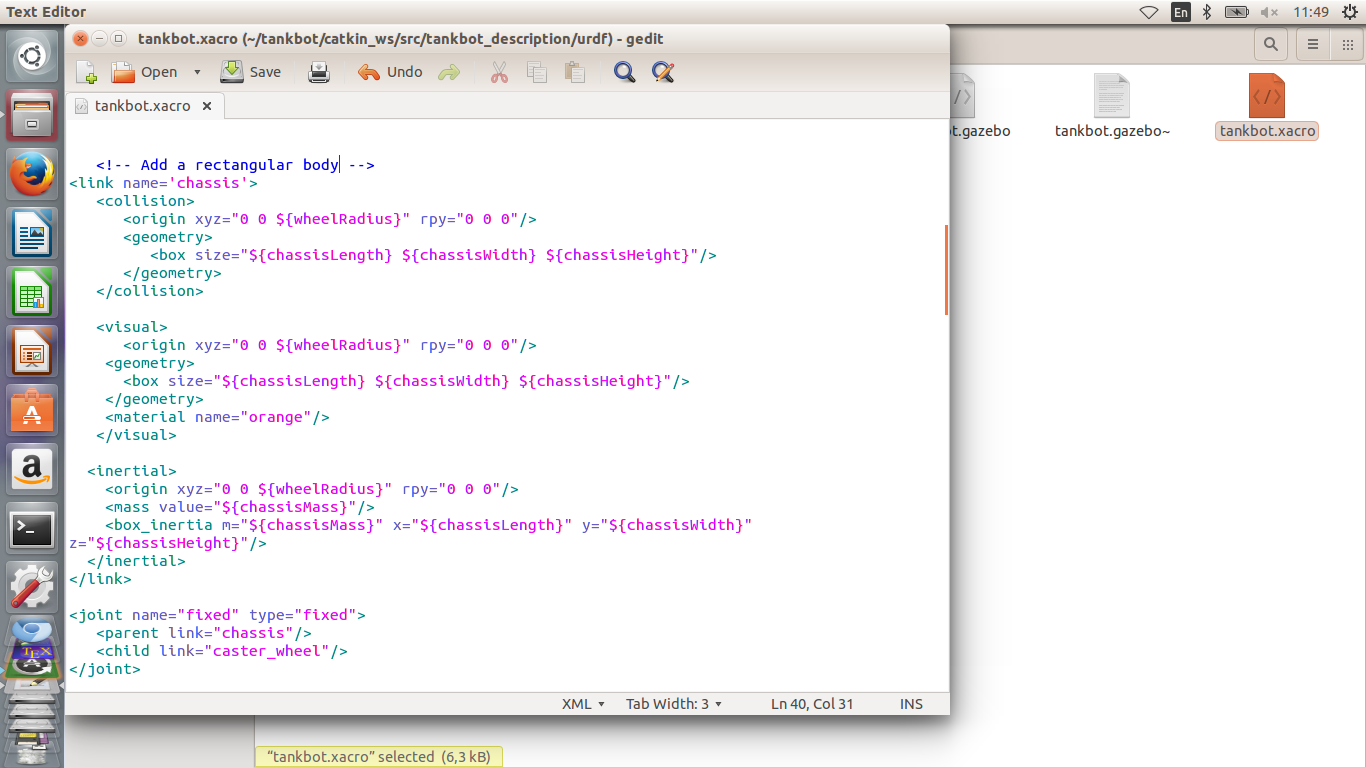 Text Editor
En
11:49
tankbot.xacro (~/tankbot/catkin_ws/src/tankbot_description/urdf) - gedit
Open Save Undo
tankbot.xacro
<!-- Add a rectangular body -->
<link name='chassis'>
<collision>
<origin xyz="0 0 ${wheelRadius}" rpy="0 0 0"/>
<geometry>
<box size="${chassisLength} ${chassisWidth} ${chassisHeight}"/>
</geometry>
</collision>
<visual>
<origin xyz="0 0 ${wheelRadius}" rpy="0 0 0"/>
<geometry>
<box size="${chassisLength} ${chassisWidth} ${chassisHeight}"/>
</geometry>
<material name="orange"/>
</visual>
<inertial>
<origin xyz="0 0 ${wheelRadius}" rpy="0 0 0"/>
<mass value="${chassisMass}"/>
<box_inertia m="${chassisMass}" x="${chassisLength}" y="${chassisWidth}"
z="${chassisHeight}"/>
</inertial>
</link>
<joint name="fixed" type="fixed">
<parent link="chassis"/>
<child link="caster_wheel"/>
</joint>
XML Tab Width: 3 Ln 40, Col 31 INS
ot.gazebo
tankbot.gazebo~
tankbot.xacro
“tankbot.xacro” selected (6,3 kB)
a
A
>_
TEX